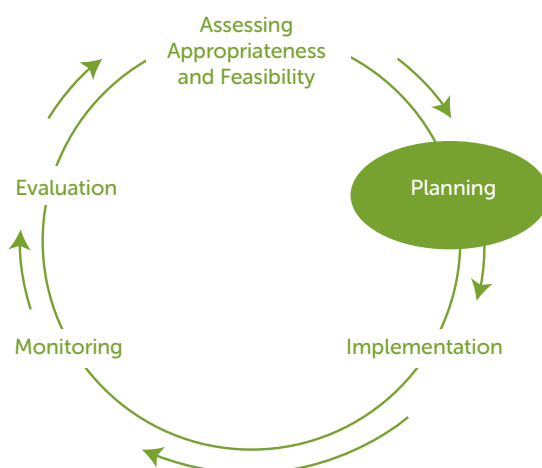 Assessing
Appropriateness
and Feasibility
Planning
Implementation
Monitoring
Evaluation